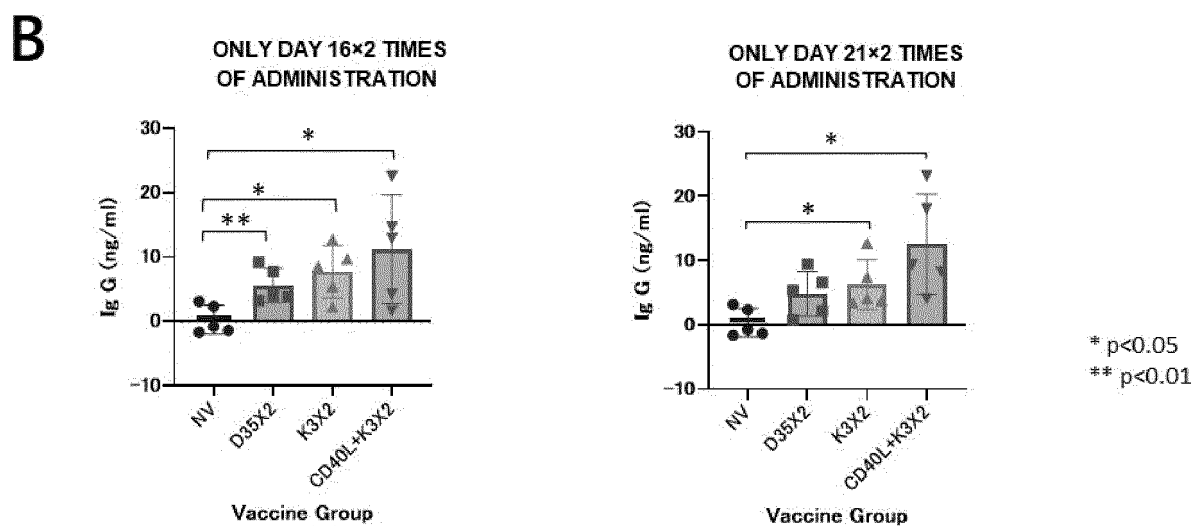 B
ONLY DAY 16×2 TIMES
OF ADMINISTRATION
30
20
10
0
−10
Ig G (ng/ml)
*
*
**
NV
D35X2
K3X2
CD40L+K3X2
Vaccine Group
ONLY DAY 21×2 TIMES
OF ADMINISTRATION
30
20
10
0
−10
Ig G (ng/ml)
*
*
NV
D35X2
K3X2
CD40L+K3X2
Vaccine Group
* p<0.05
** p<0.01